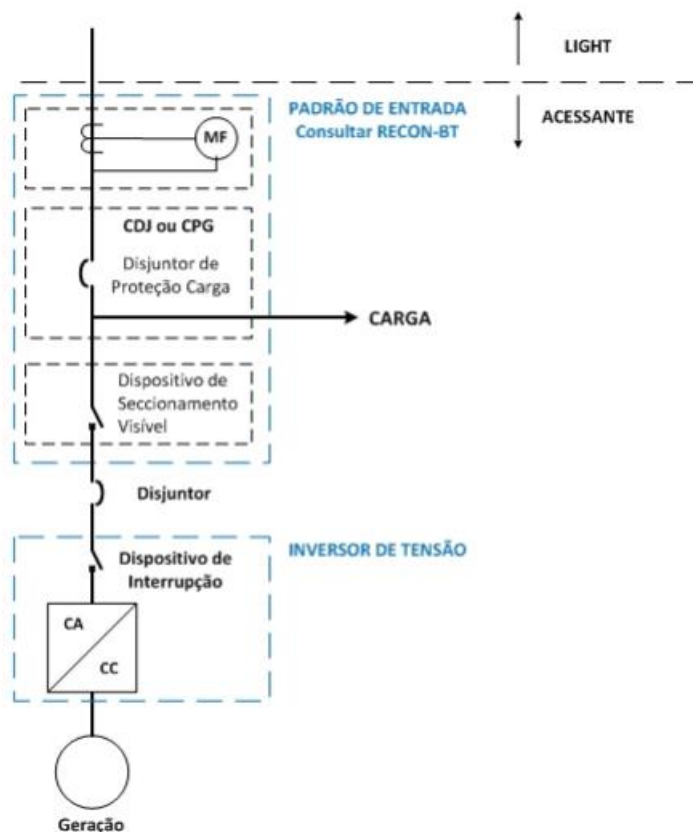 LIGHT
PADRÃO DE ENTRADA
Consultar RECON-BT
ACESSANTE
MF
CDJ ou CPG
Disjuntor de
Proteção Carga
CARGA
Dispositivo de
Seccionamento
Visível
Disjuntor
INVERSOR DE TENSÃO
Dispositivo de
Interrupção
CA
CC
Geração